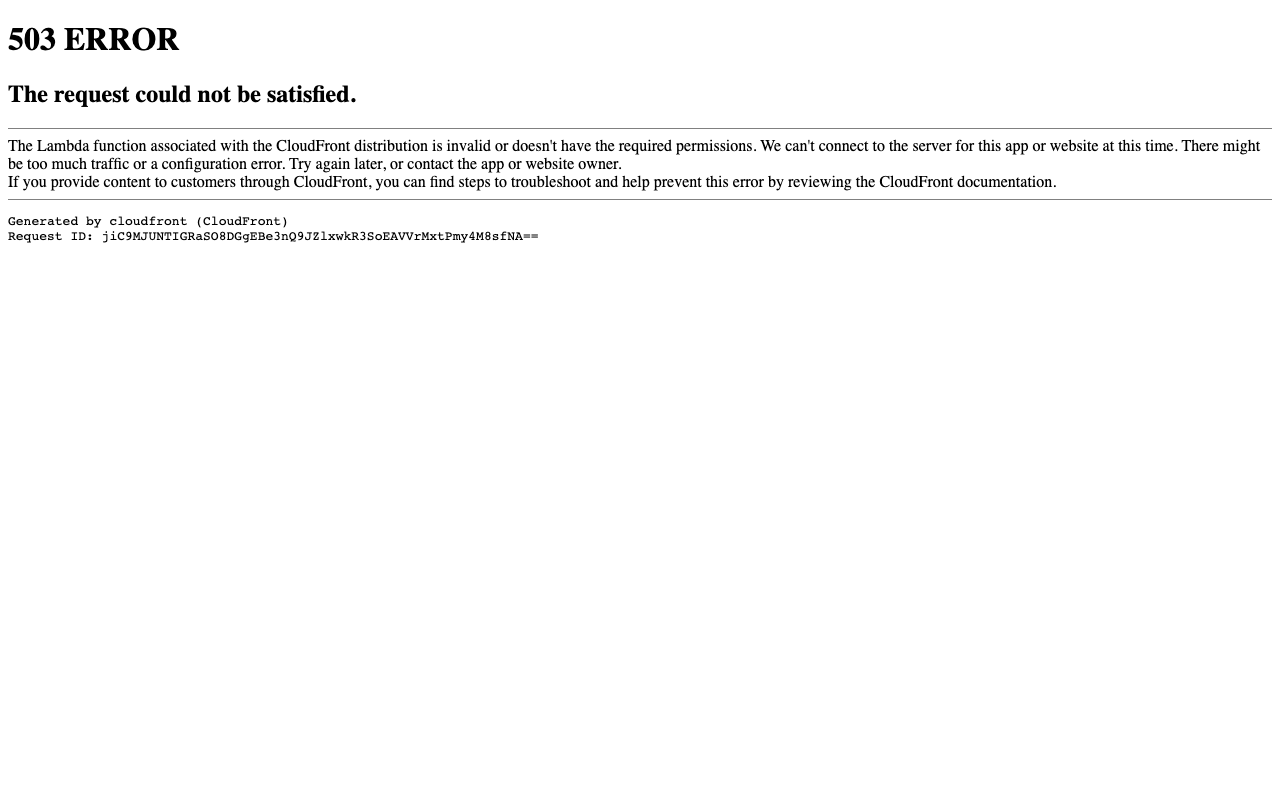 503 ERROR
The request could not be satisfied.
The Lambda function associated with the CloudFront distribution is invalid or doesn't have the required permissions. We can't connect to the server for this app or website at this time. There might
be too much traffic or a configuration error. Try again later, or contact the app or website owner.
If you provide content to customers through CloudFront, you can find steps to troubleshoot and help prevent this error by reviewing the CloudFront documentation.
Generated by cloudfront (CloudFront)
Request ID: jiC9MJUNTIGRaSO8DGgEBe3nQ9JZlxwkR3SoEAVVrMxtPmy4M8sfNA==